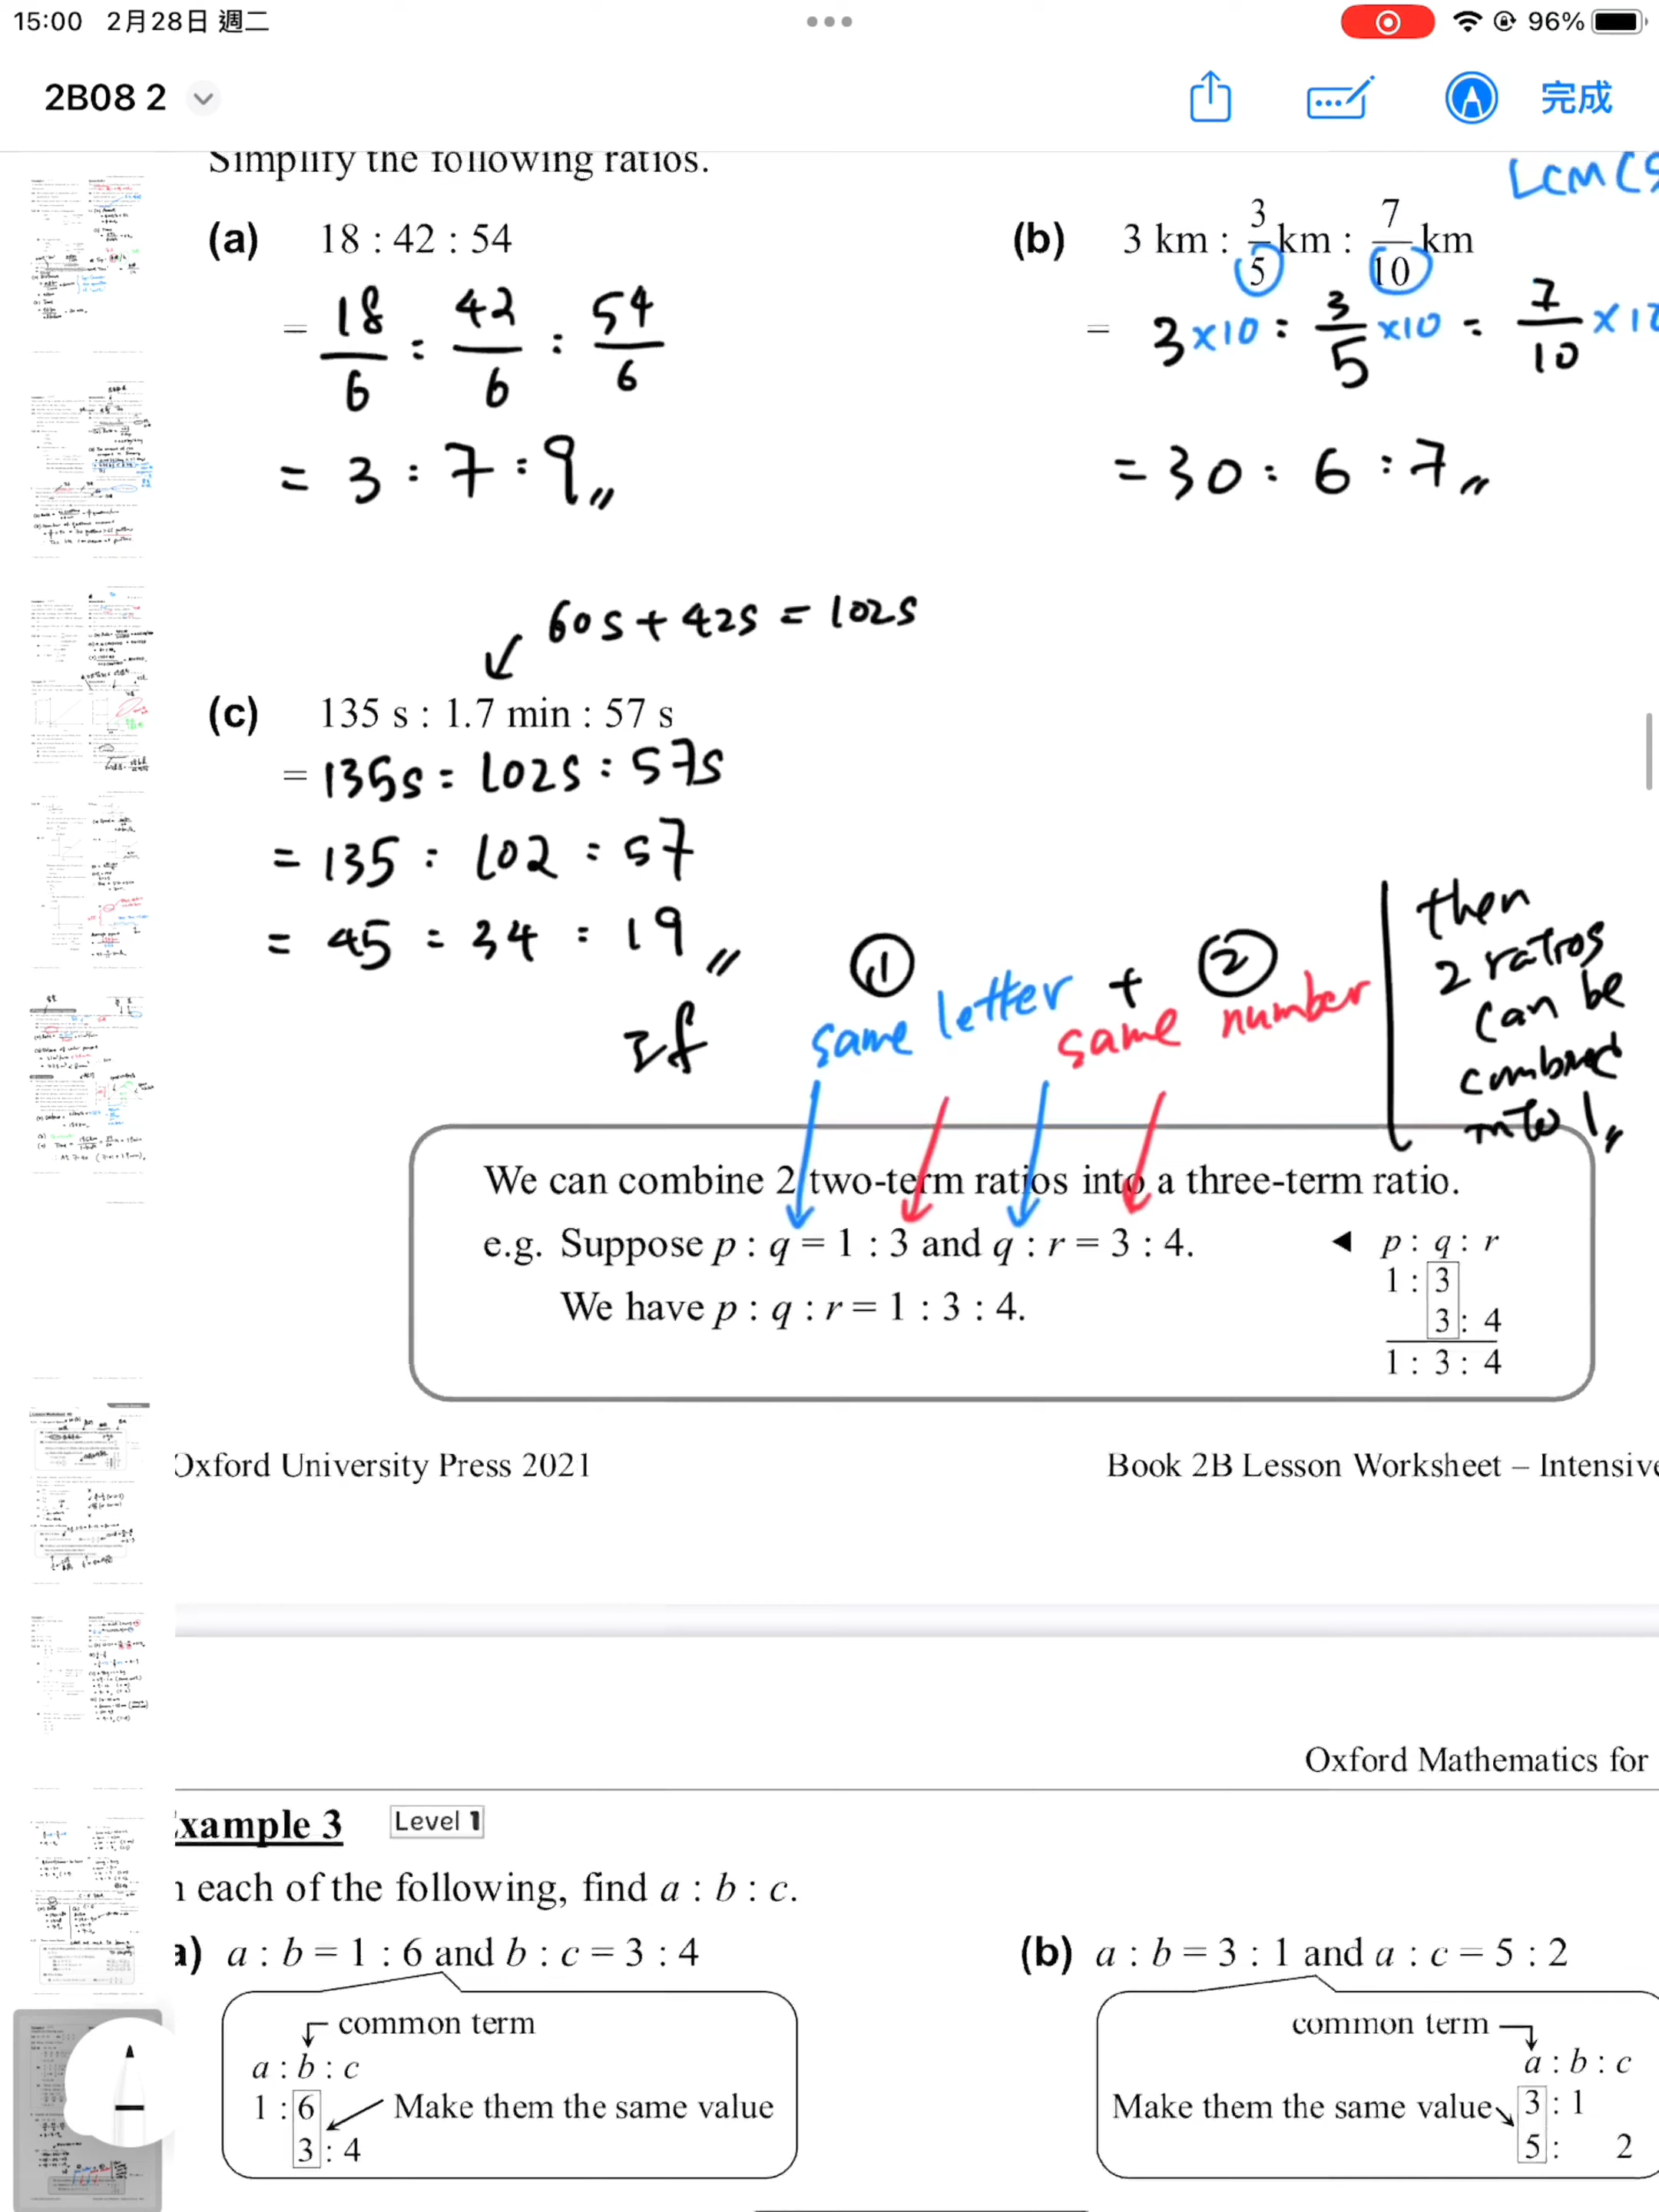 15:00 2月28日 週二
96%
2B08 2
完成
Simplify the following ratios.
LCM (5
(a) 18 : 42 : 54
= 18/6 : 42/6 : 54/6
= 3 : 7 : 9
(b) 3 km : 3/5 km : 7/10 km
= 3 ×10 : 3/5 ×10 : 7/10 ×10
= 30 : 6 : 7
60s + 42s = 102s
(c) 135 s : 1.7 min : 57 s
= 135s : 102s : 57s
= 135 : 102 : 57
= 45 : 34 : 19
If
① same letter + ② same number
then
2 ratios
can be
combined
into 1
We can combine 2 two-term ratios into a three-term ratio.
e.g. Suppose p : q = 1 : 3 and q : r = 3 : 4.
We have p : q : r = 1 : 3 : 4.
◀ p : q : r
1 : 3
3 : 4
1 : 3 : 4
Oxford University Press 2021
Book 2B Lesson Worksheet – Intensive
Oxford Mathematics for
Example 3 Level 1
n each of the following, find a : b : c.
a) a : b = 1 : 6 and b : c = 3 : 4
common term
a : b : c
1 : 6
Make them the same value
3 : 4
(b) a : b = 3 : 1 and a : c = 5 : 2
common term
a : b : c
Make them the same value
3 : 1
5 : 2